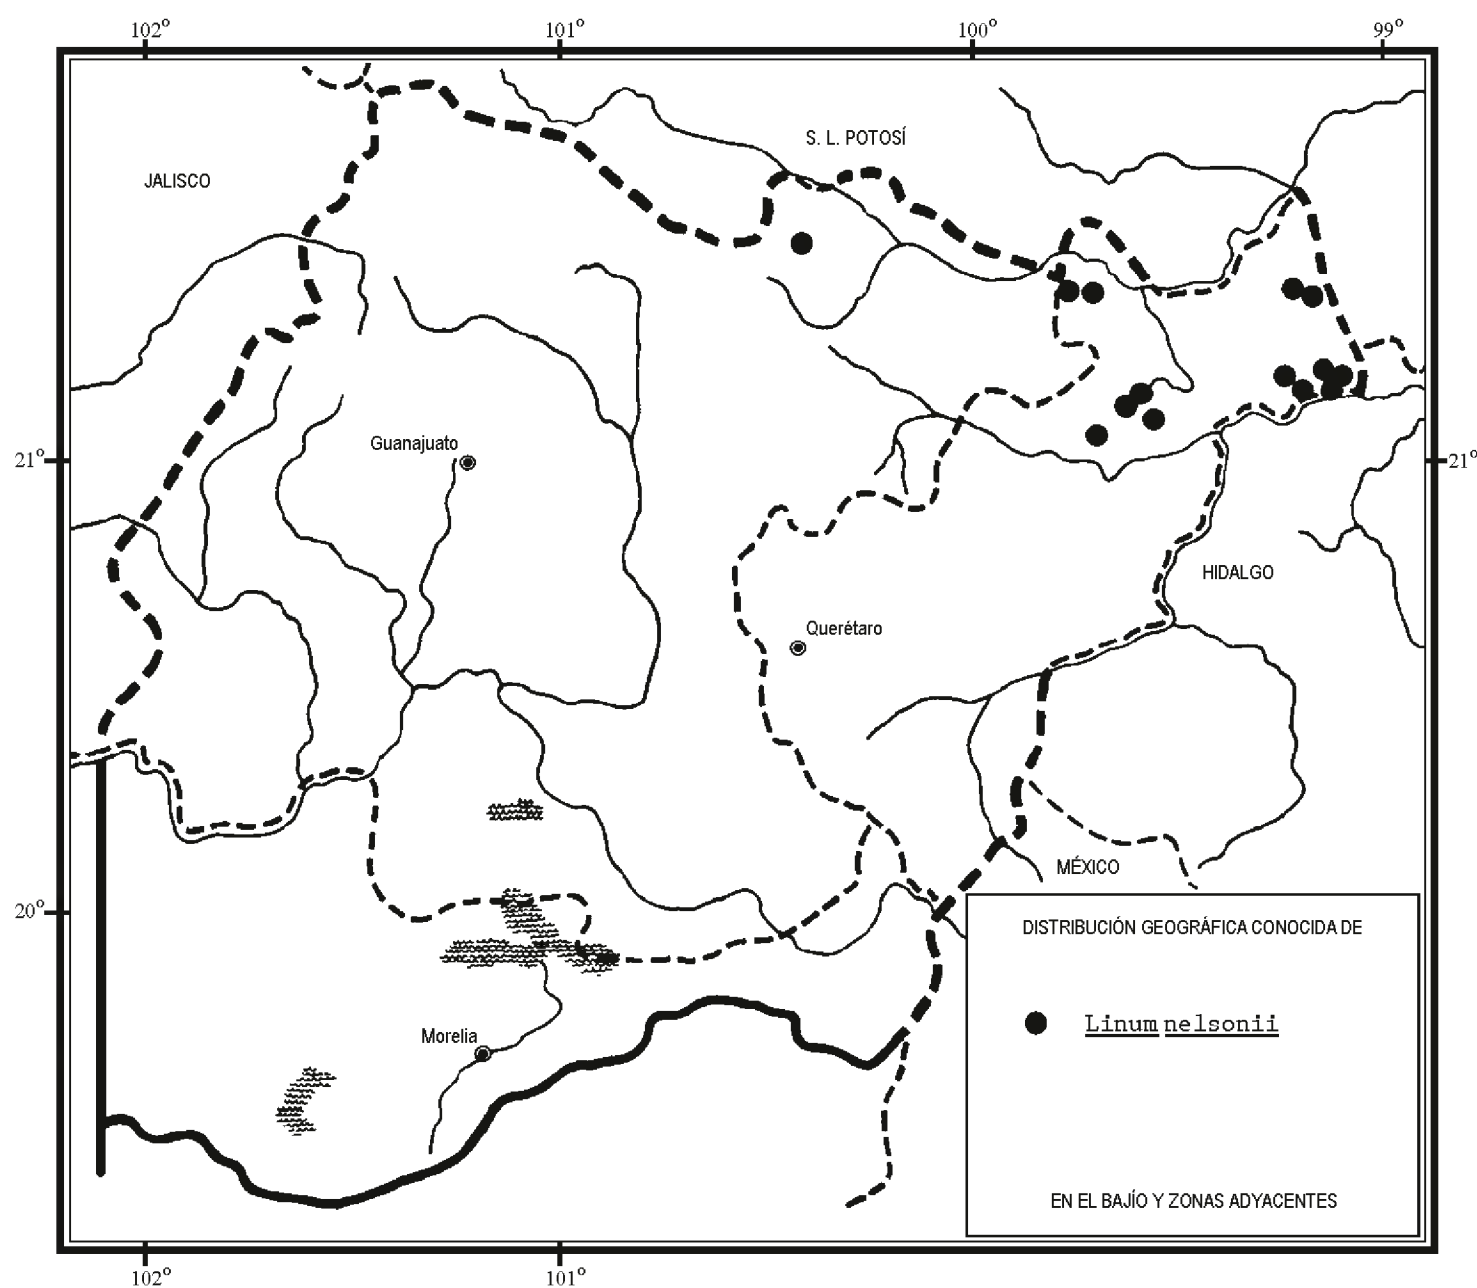 102° 101° 100° 99°
S. L. POTOSÍ
JALISCO
Guanajuato
21° 21°
HIDALGO
Querétaro
MÉXICO
20°
DISTRIBUCIÓN GEOGRÁFICA CONOCIDA DE
Linum nelsonii
Morelia
EN EL BAJÍO Y ZONAS ADYACENTES
102° 101°